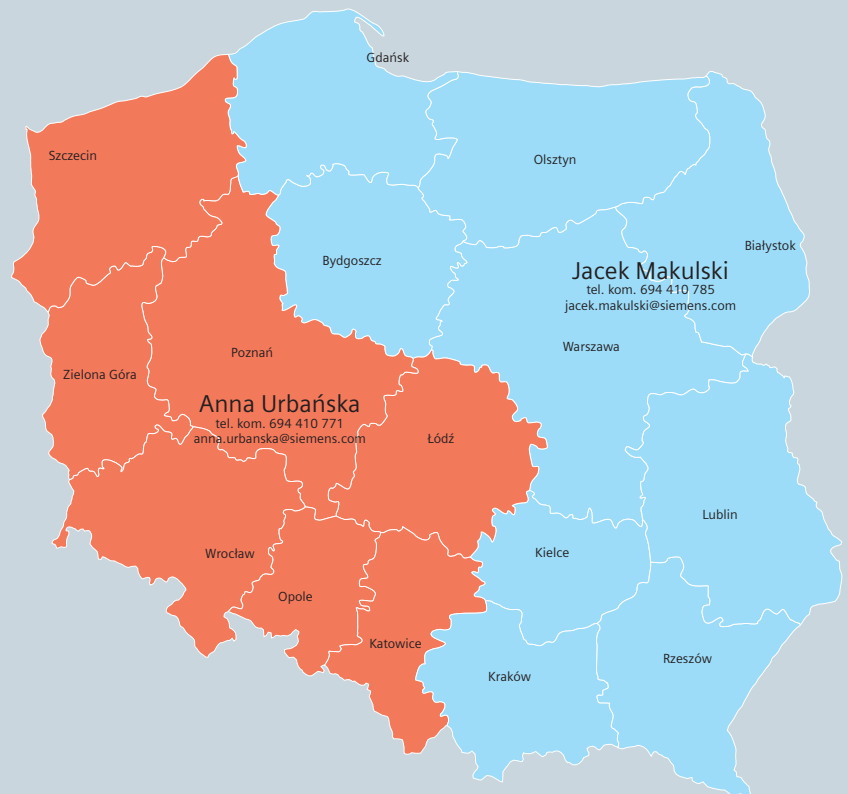 Gdańsk
Szczecin
Olsztyn
Białystok
Bydgoszcz
Jacek Makulski
tel. kom. 694 410 785
jacek.makulski@siemens.com
Warszawa
Poznań
Zielona Góra
Anna Urbańska
tel. kom. 694 410 771
anna.urbanska@siemens.com
Łódź
Lublin
Wrocław
Kielce
Opole
Katowice
Rzeszów
Kraków